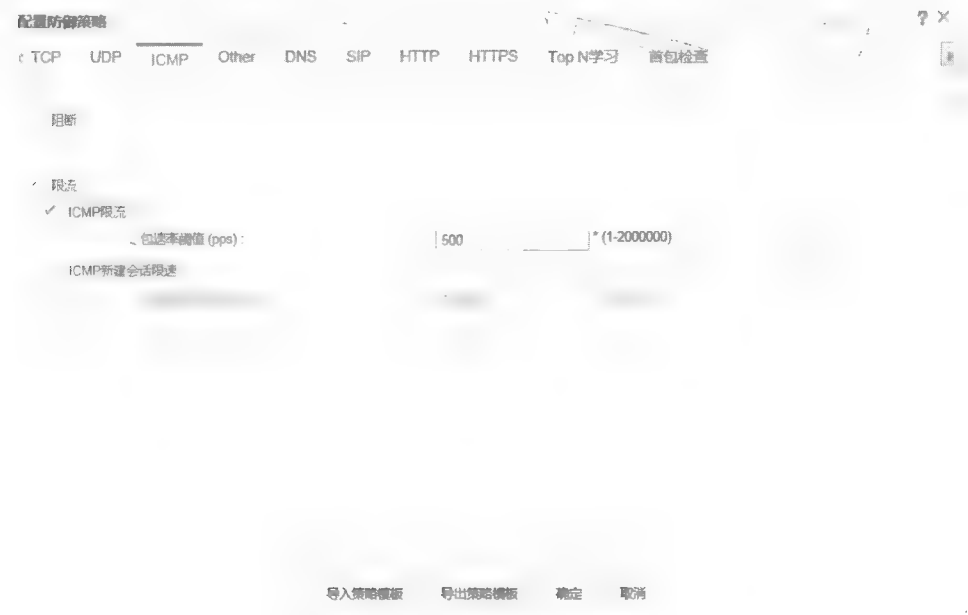 配置防御策略 ? ×
‹ TCP UDP ICMP Other DNS SIP HTTP HTTPS Top N学习 首包检查
阻断
限流
✓ ICMP限流
包速率阈值 (pps) : 500 * (1-2000000)
ICMP新建会话限速
导入策略模板 导出策略模板 确定 取消